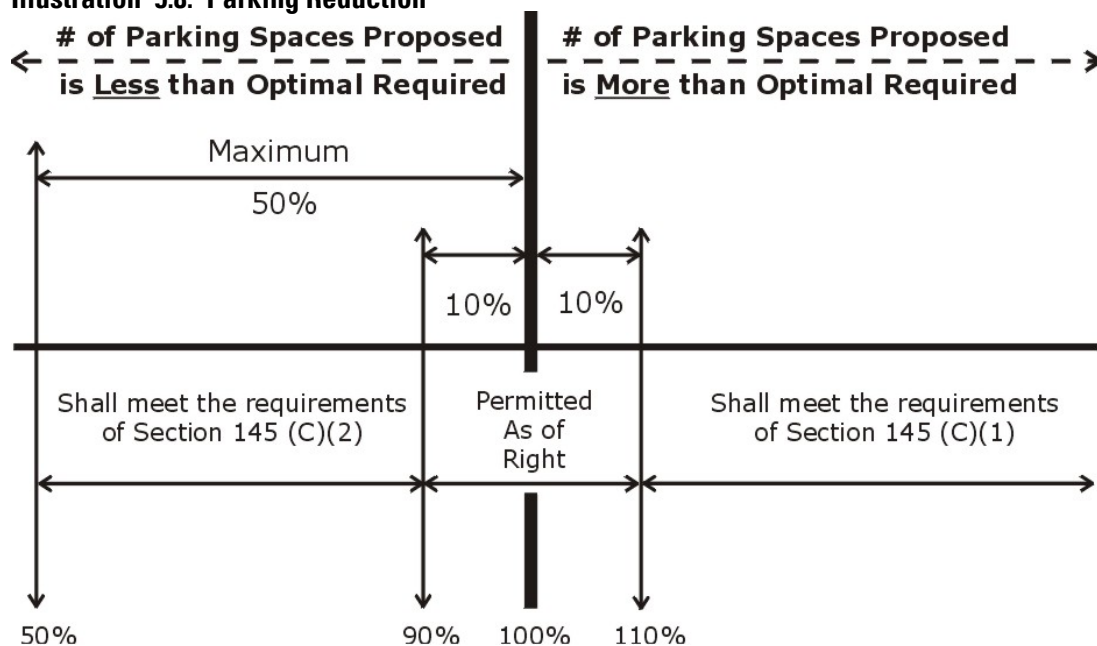 Illustration 5.8. Parking Reduction
# of Parking Spaces Proposed
is Less than Optimal Required
# of Parking Spaces Proposed
is More than Optimal Required
Maximum
50%
10%
10%
Shall meet the requirements
of Section 145 (C)(2)
Permitted
As of
Right
Shall meet the requirements
of Section 145 (C)(1)
50%
90%
100%
110%